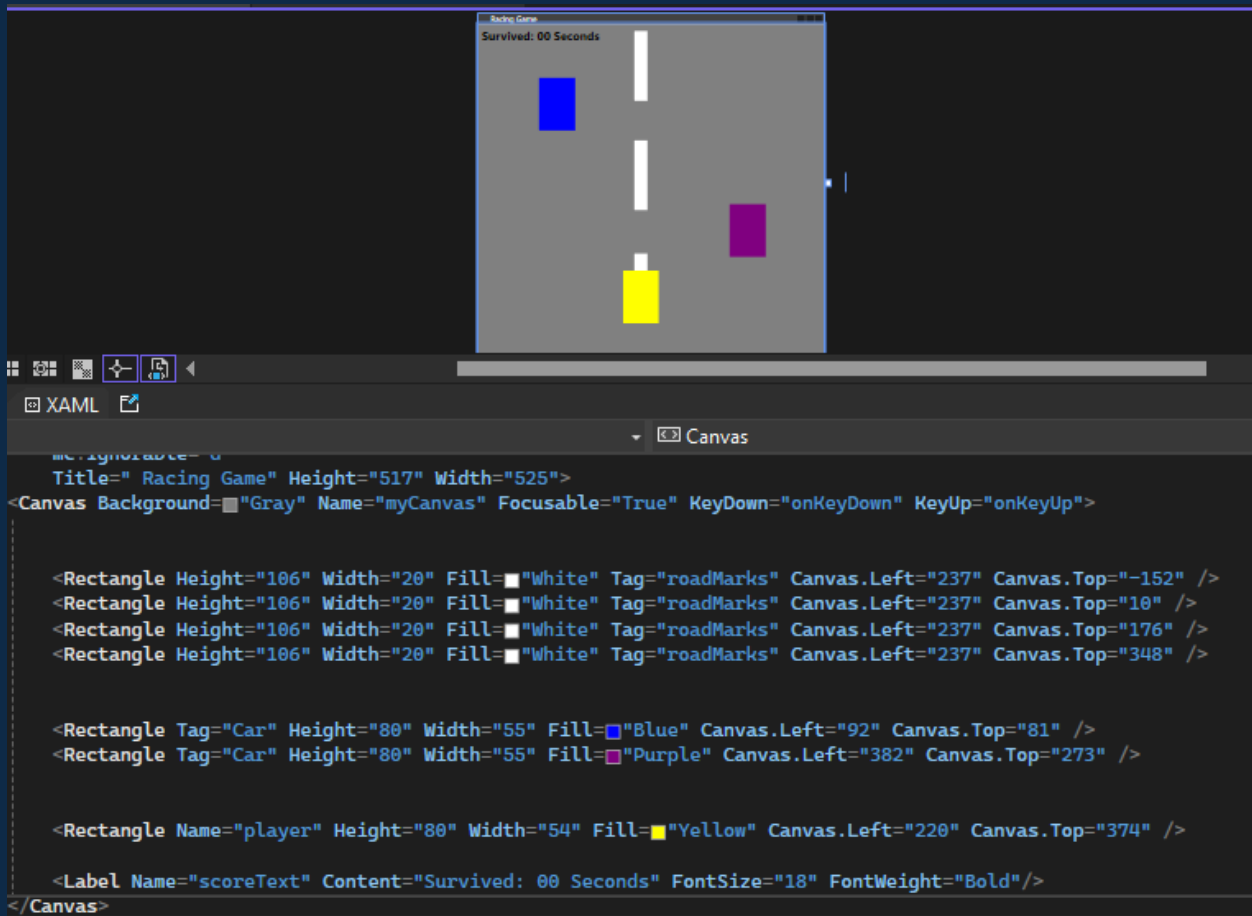 Racing Game
Survived: 00 Seconds
XAML
Canvas
mc:Ignorable="d"
Title=" Racing Game" Height="517" Width="525">
<Canvas Background="Gray" Name="myCanvas" Focusable="True" KeyDown="onKeyDown" KeyUp="onKeyUp">
<Rectangle Height="106" Width="20" Fill="White" Tag="roadMarks" Canvas.Left="237" Canvas.Top="-152" />
<Rectangle Height="106" Width="20" Fill="White" Tag="roadMarks" Canvas.Left="237" Canvas.Top="10" />
<Rectangle Height="106" Width="20" Fill="White" Tag="roadMarks" Canvas.Left="237" Canvas.Top="176" />
<Rectangle Height="106" Width="20" Fill="White" Tag="roadMarks" Canvas.Left="237" Canvas.Top="348" />
<Rectangle Tag="Car" Height="80" Width="55" Fill="Blue" Canvas.Left="92" Canvas.Top="81" />
<Rectangle Tag="Car" Height="80" Width="55" Fill="Purple" Canvas.Left="382" Canvas.Top="273" />
<Rectangle Name="player" Height="80" Width="54" Fill="Yellow" Canvas.Left="220" Canvas.Top="374" />
<Label Name="scoreText" Content="Survived: 00 Seconds" FontSize="18" FontWeight="Bold"/>
</Canvas>